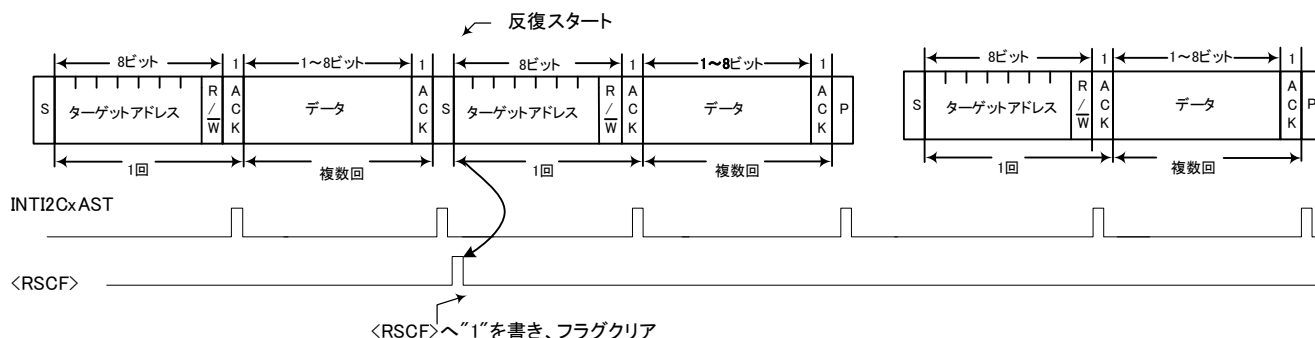 反復スタート
8ビット 1 1~8ビット 1 8ビット 1 1~8ビット 1 8ビット 1 1~8ビット 1
S ターゲットアドレス R/W ACK データ ACK S ターゲットアドレス R/W ACK データ ACK P S ターゲットアドレス R/W ACK データ ACK P
1回 複数回 1回 複数回 1回 複数回
INTI2CxAST
<RSCF>
<RSCF>へ"1"を書き、フラグクリア